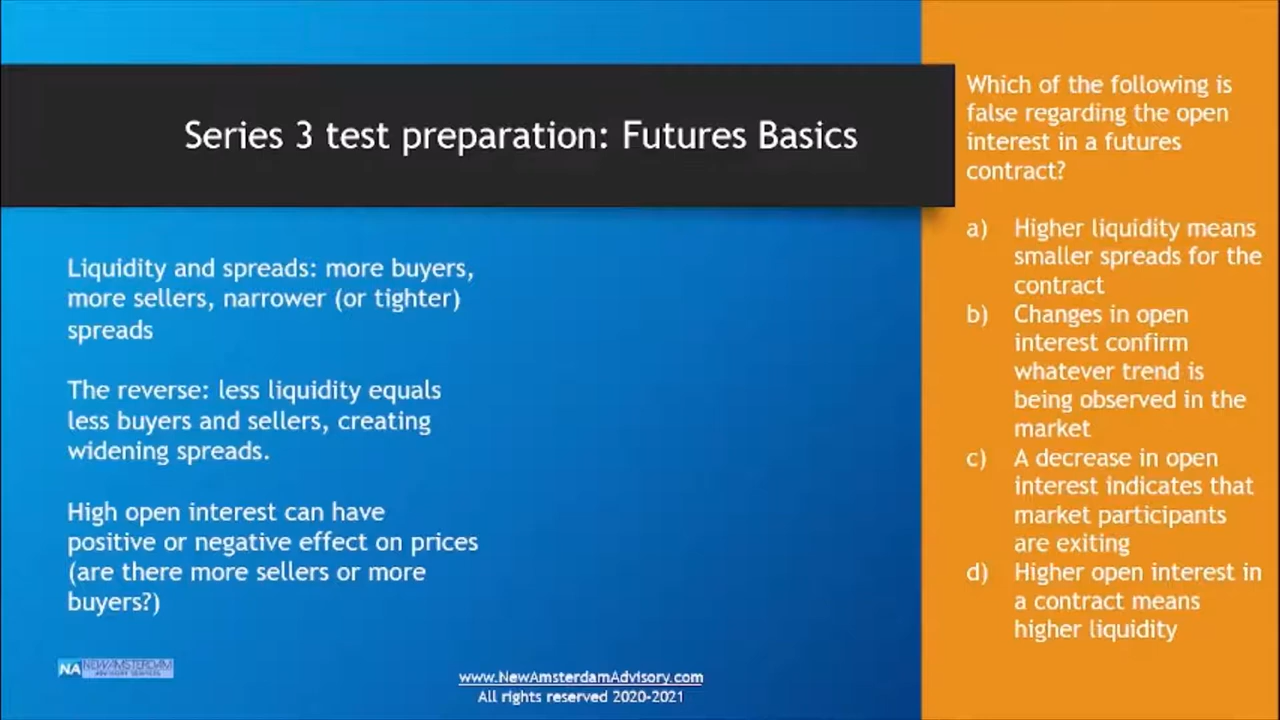 Series 3 test preparation: Futures Basics
Liquidity and spreads: more buyers,
more sellers, narrower (or tighter)
spreads
The reverse: less liquidity equals
less buyers and sellers, creating
widening spreads.
High open interest can have
positive or negative effect on prices
(are there more sellers or more
buyers?)
NA NEWAMSTERDAM
ADVISORY SERVICES
www.NewAmsterdamAdvisory.com
All rights reserved 2020-2021
Which of the following is
false regarding the open
interest in a futures
contract?
a) Higher liquidity means
smaller spreads for the
contract
b) Changes in open
interest confirm
whatever trend is
being observed in the
market
c) A decrease in open
interest indicates that
market participants
are exiting
d) Higher open interest in
a contract means
higher liquidity